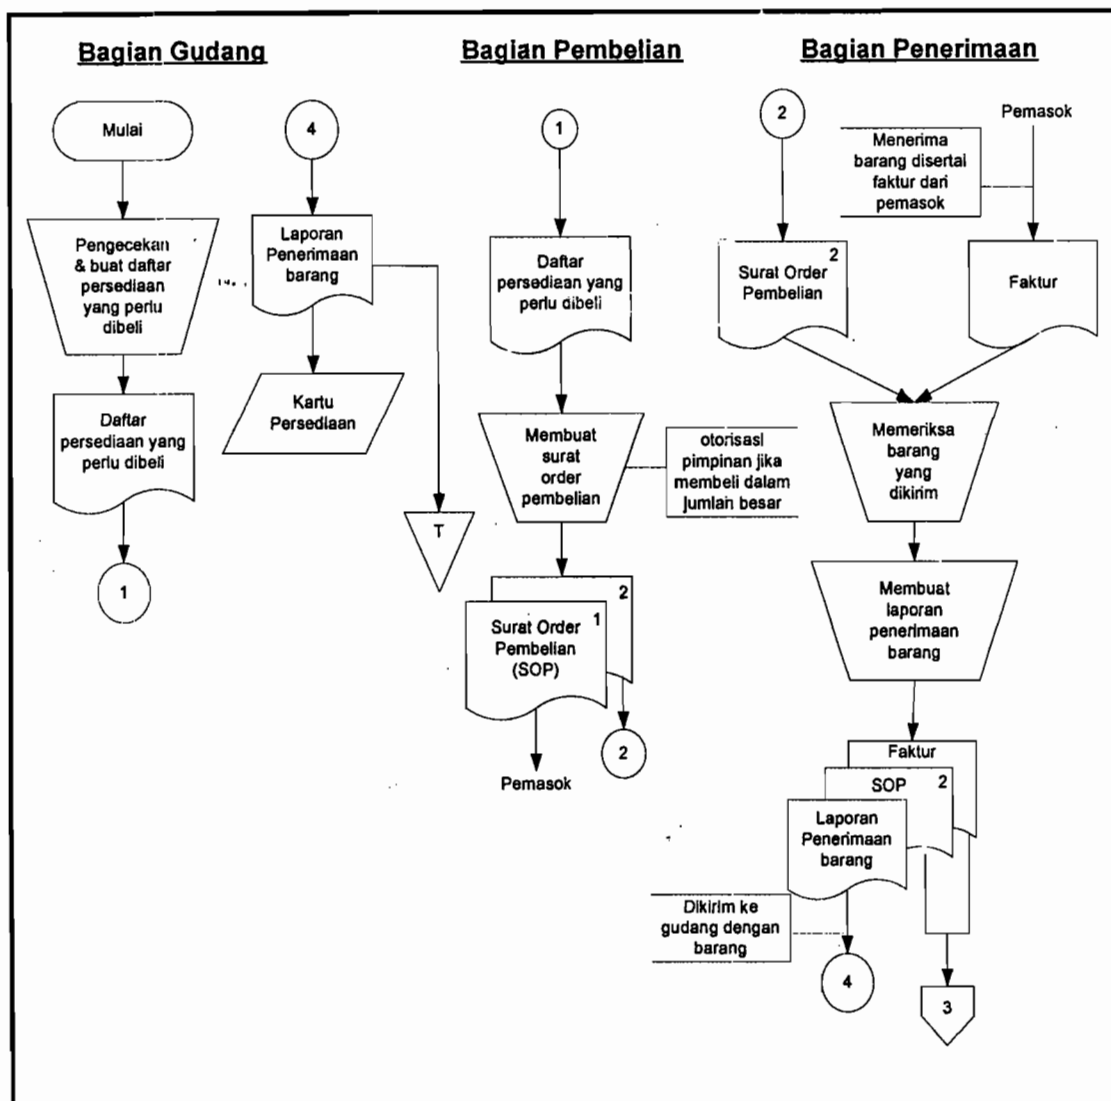 Bagian Gudang
Mulai
Pengecekan
& buat daftar
persediaan
yang perlu
dibeli
Daftar
persediaan yang
perlu dibeli
1
4
Laporan
Penerimaan
barang
Kartu
Persediaan
T
Bagian Pembelian
1
Daftar
persediaan yang
perlu dibeli
Membuat
surat
order
pembelian
otorisasi
pimpinan jika
membeli dalam
jumlah besar
2
1
Surat Order
Pembelian
(SOP)
2
Pemasok
Bagian Penerimaan
2
Pemasok
Menerima
barang disertai
faktur dari
pemasok
2
Surat Order
Pembelian
Faktur
Memeriksa
barang
yang
dikirim
Membuat
laporan
penerimaan
barang
Faktur
SOP 2
Laporan
Penerimaan
barang
Dikirim ke
gudang dengan
barang
4
3